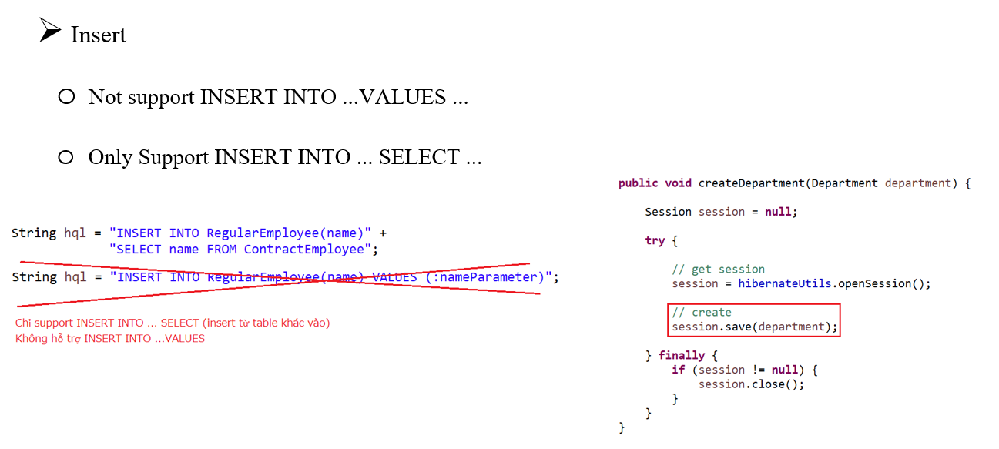 Insert
Not support INSERT INTO ...VALUES ...
Only Support INSERT INTO ... SELECT ...
String hql = "INSERT INTO RegularEmployee(name)" +
"SELECT name FROM ContractEmployee";
String hql = "INSERT INTO RegularEmployee(name) VALUES (:nameParameter)";
Chỉ support INSERT INTO ... SELECT (insert từ table khác vào)
Không hỗ trợ INSERT INTO ...VALUES
public void createDepartment(Department department) {
Session session = null;
try {
// get session
session = hibernateUtils.openSession();
// create
session.save(department);
} finally {
if (session != null) {
session.close();
}
}
}